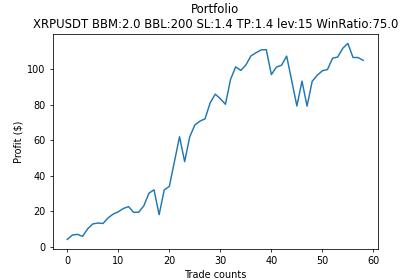 Portfolio
XRPUSDT BBM:2.0 BBL:200 SL:1.4 TP:1.4 lev:15 WinRatio:75.0
100
80
60
40
20
0
Profit ($)
0 10 20 30 40 50 60
Trade counts